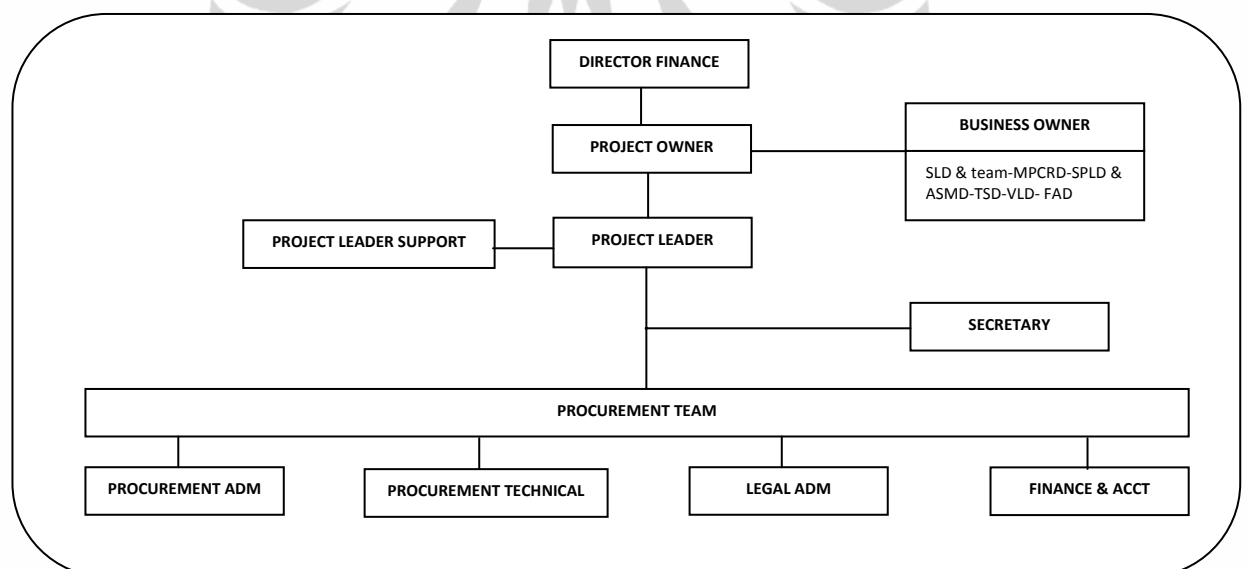 DIRECTOR FINANCE
PROJECT OWNER
BUSINESS OWNER
SLD & team-MPCRD-SPLD &
ASMD-TSD-VLD- FAD
PROJECT LEADER SUPPORT
PROJECT LEADER
SECRETARY
PROCUREMENT TEAM
PROCUREMENT ADM
PROCUREMENT TECHNICAL
LEGAL ADM
FINANCE & ACCT